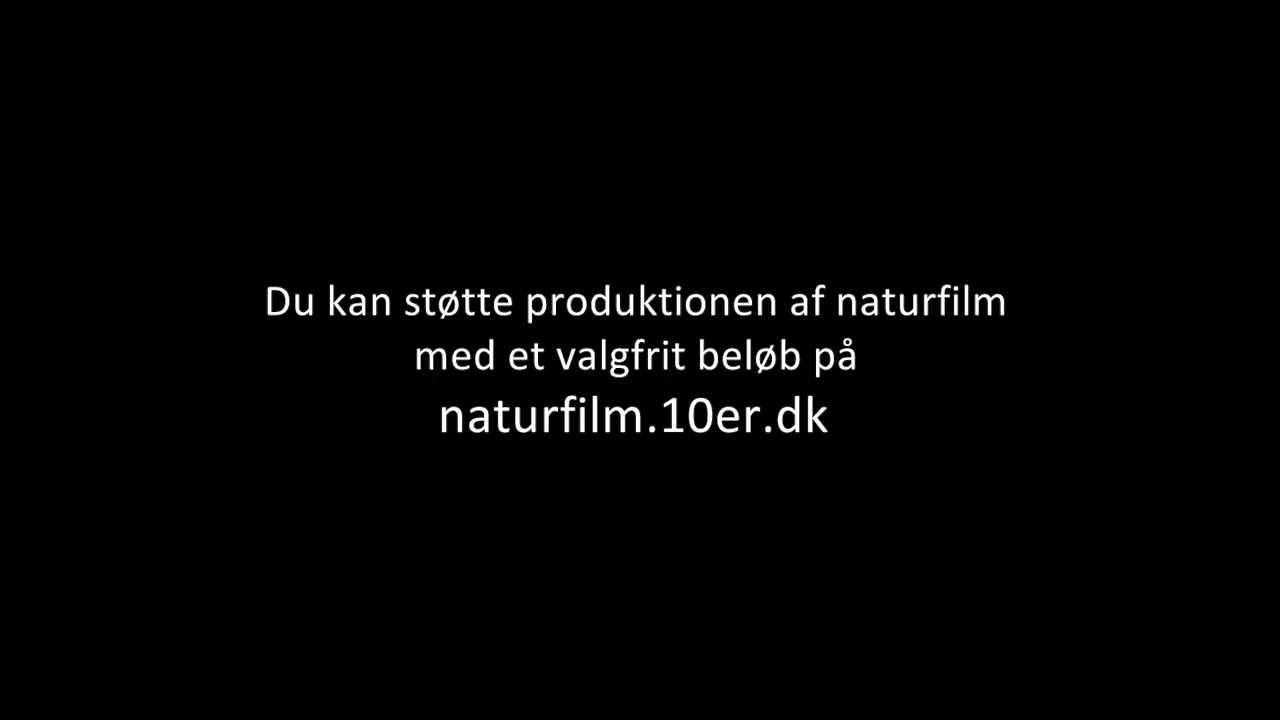 Du kan støtte produktionen af naturfilm
med et valgfrit beløb på
naturfilm.10er.dk